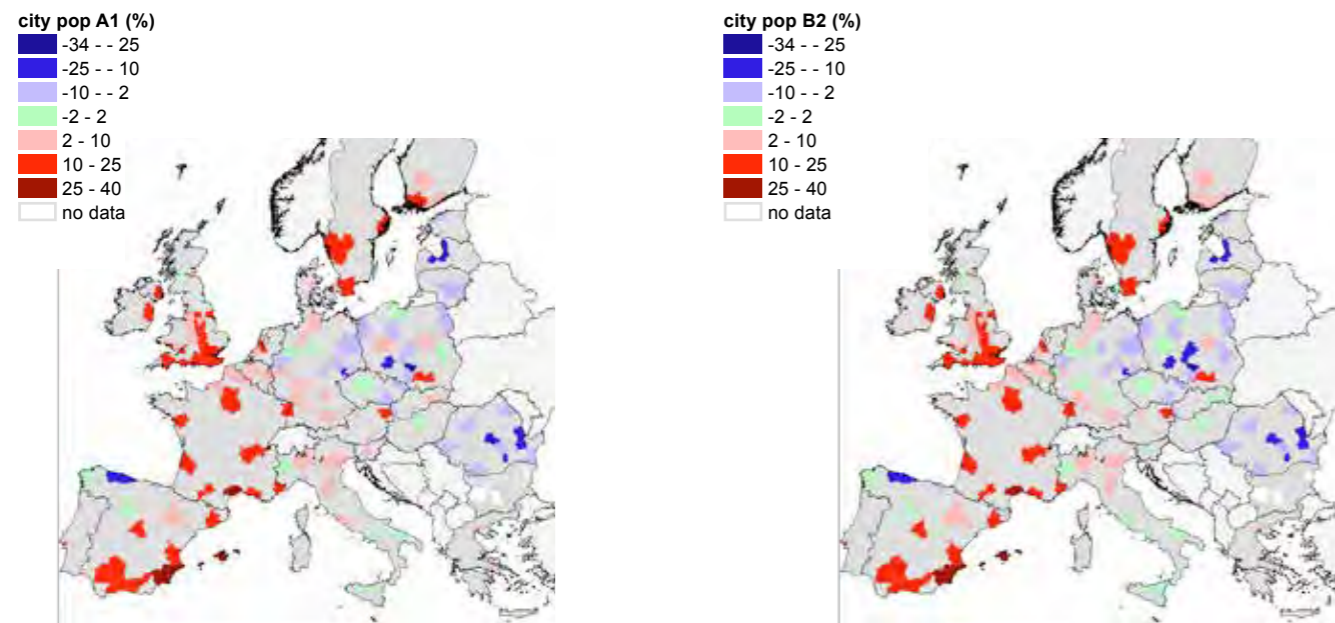 city pop A1 (%)
-34 - - 25
-25 - - 10
-10 - - 2
-2 - 2
2 - 10
10 - 25
25 - 40
no data
city pop B2 (%)
-34 - - 25
-25 - - 10
-10 - - 2
-2 - 2
2 - 10
10 - 25
25 - 40
no data